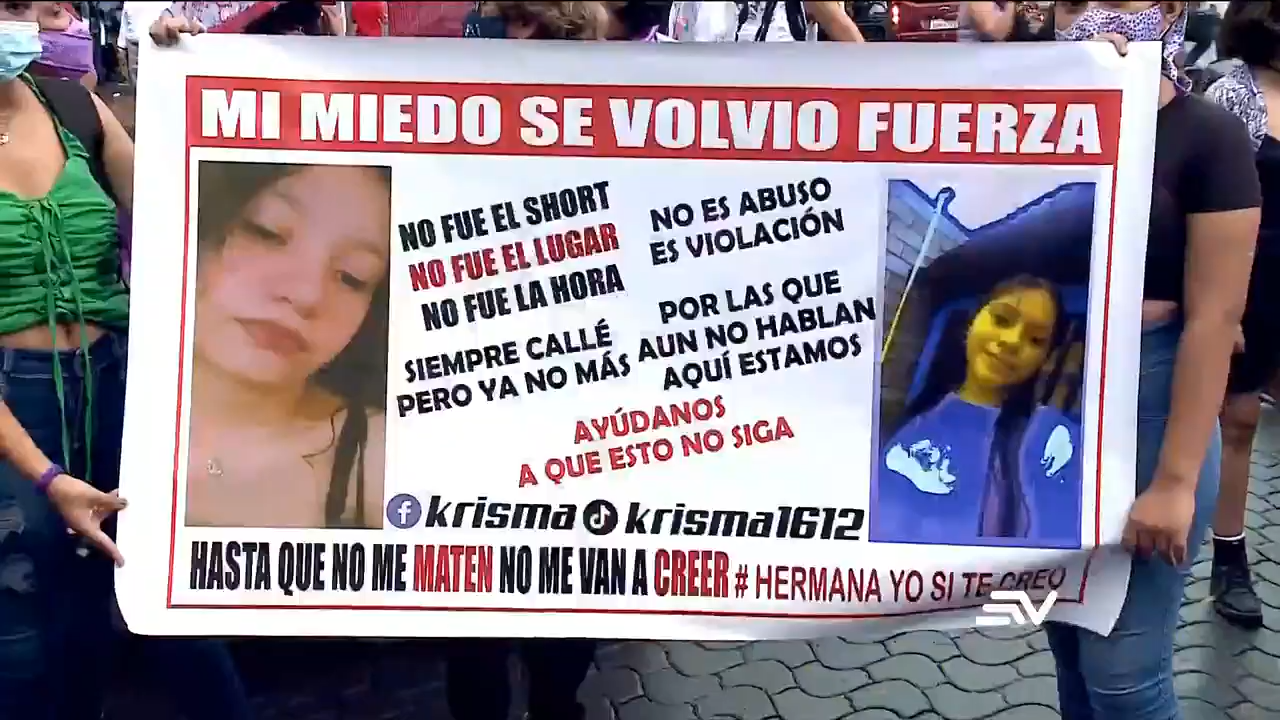 MI MIEDO SE VOLVIO FUERZA
NO FUE EL SHORT
NO FUE EL LUGAR
NO FUE LA HORA
SIEMPRE CALLÉ
PERO YA NO MÁS
NO ES ABUSO
ES VIOLACIÓN
POR LAS QUE
AUN NO HABLAN
AQUÍ ESTAMOS
AYÚDANOS
A QUE ESTO NO SIGA
krisma krisma1612
HASTA QUE NO ME MATEN NO ME VAN A CREER # HERMANA YO SI TE CREO